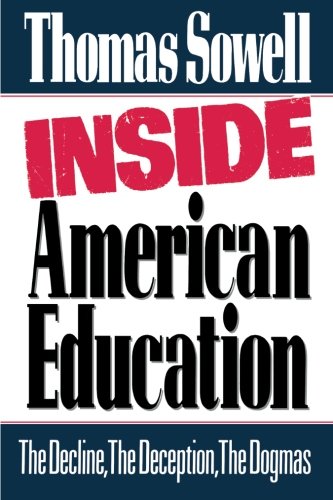 Thomas Sowell
INSIDE
American
Education
The Decline, The Deception, The Dogmas